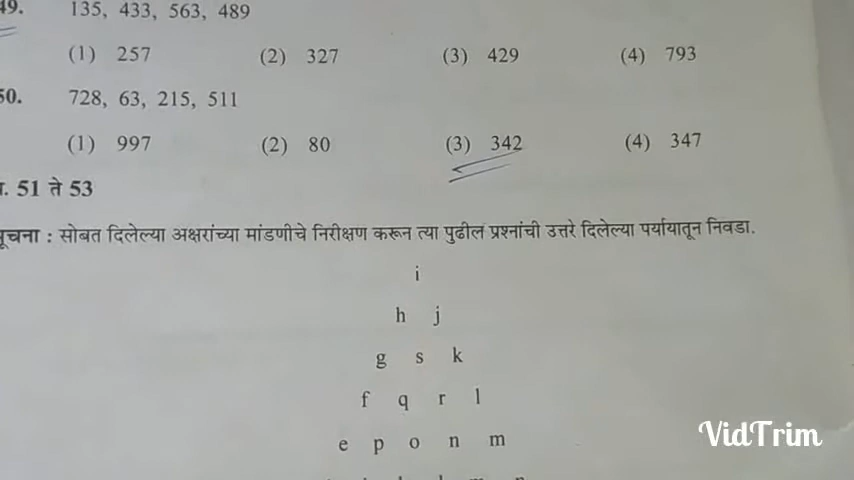 49.
135, 433, 563, 489
(1) 257 (2) 327 (3) 429 (4) 793
50.
728, 63, 215, 511
(1) 997 (2) 80 (3) 342 (4) 347
51 ते 53
सूचना : सोबत दिलेल्या अक्षरांच्या मांडणीचे निरीक्षण करून त्या पुढील प्रश्नांची उत्तरे दिलेल्या पर्यायातून निवडा.
i
h j
g s k
f q r l
e p o n m
VidTrim